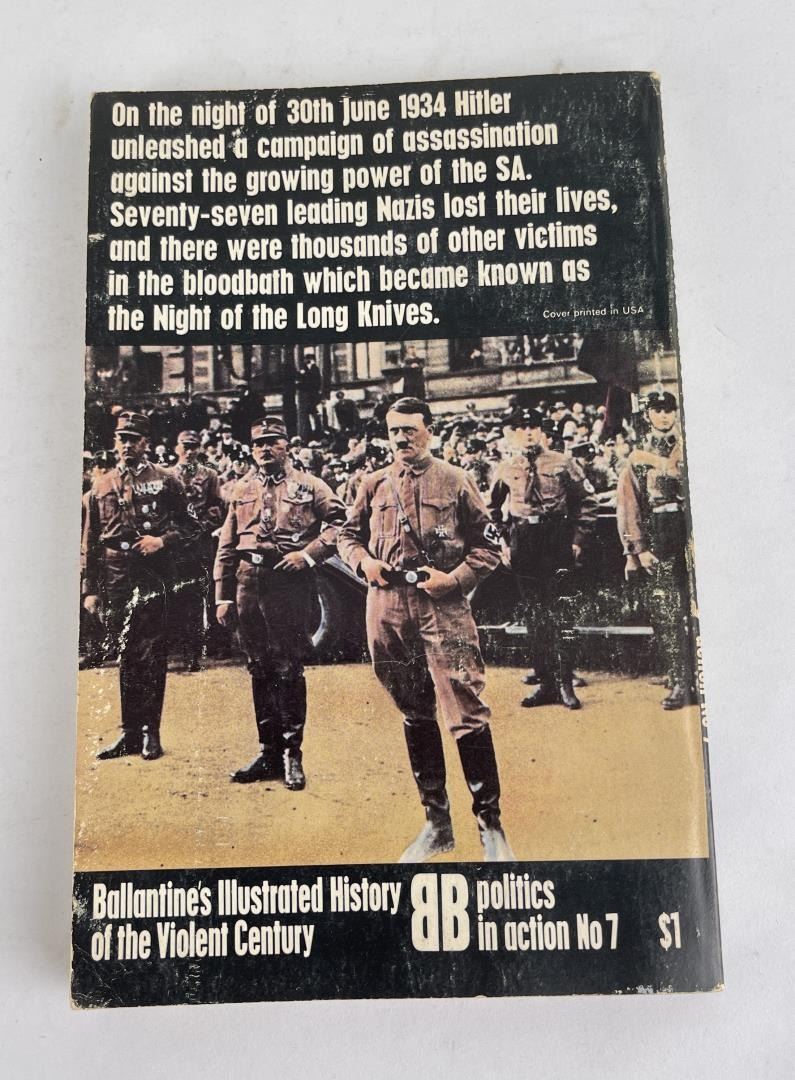 On the night of 30th June 1934 Hitler
unleashed a campaign of assassination
against the growing power of the SA.
Seventy-seven leading Nazis lost their lives,
and there were thousands of other victims
in the bloodbath which became known as
the Night of the Long Knives.
Cover printed in USA
Ballantine's Illustrated History
of the Violent Century
BB
politics
in action No 7
$1